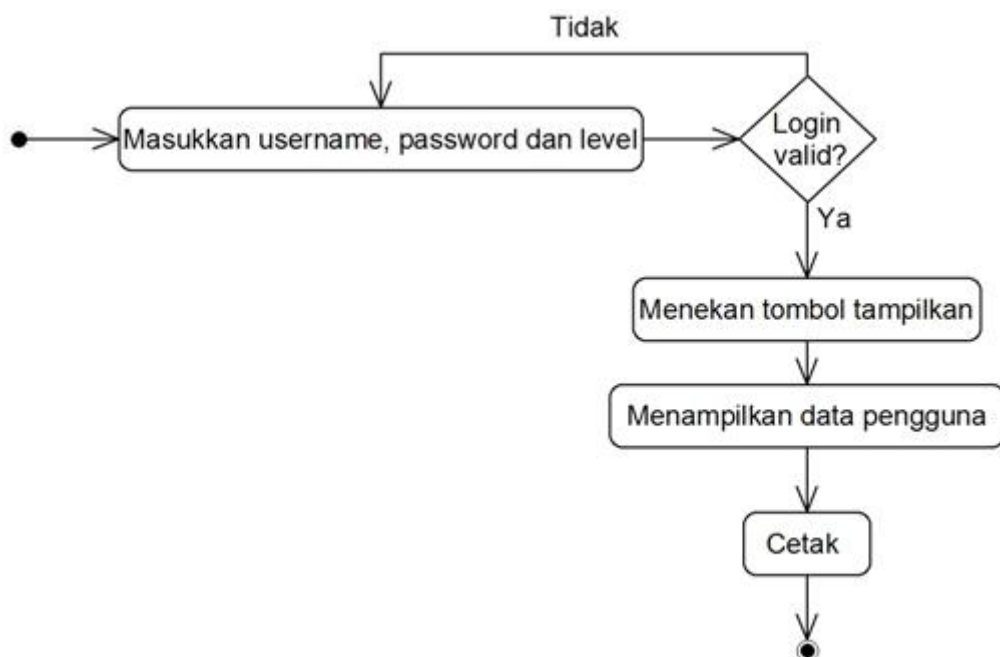 Tidak
Masukkan username, password dan level
Login
valid?
Ya
Menekan tombol tampilkan
Menampilkan data pengguna
Cetak